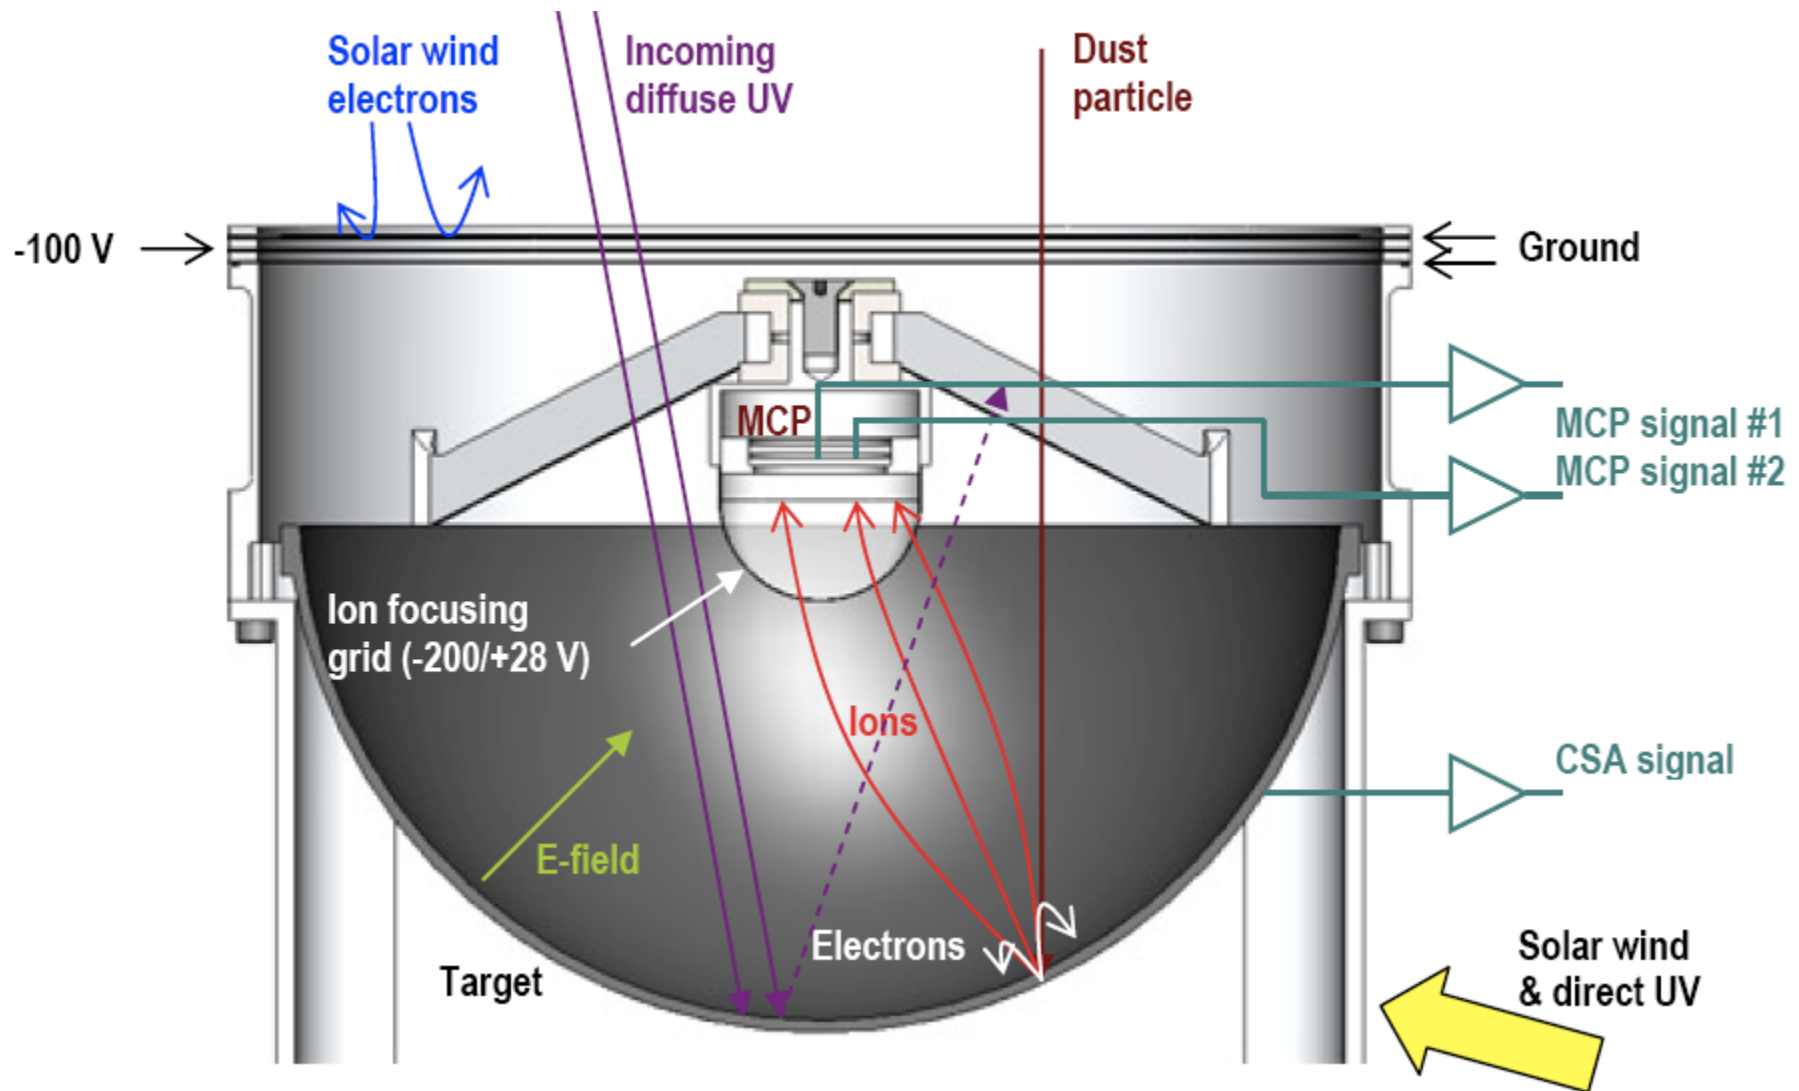 Solar wind
electrons
Incoming
diffuse UV
Dust
particle
-100 V
Ground
MCP
MCP signal #1
MCP signal #2
Ion focusing
grid (-200/+28 V)
Ions
CSA signal
E-field
Electrons
Target
Solar wind
& direct UV